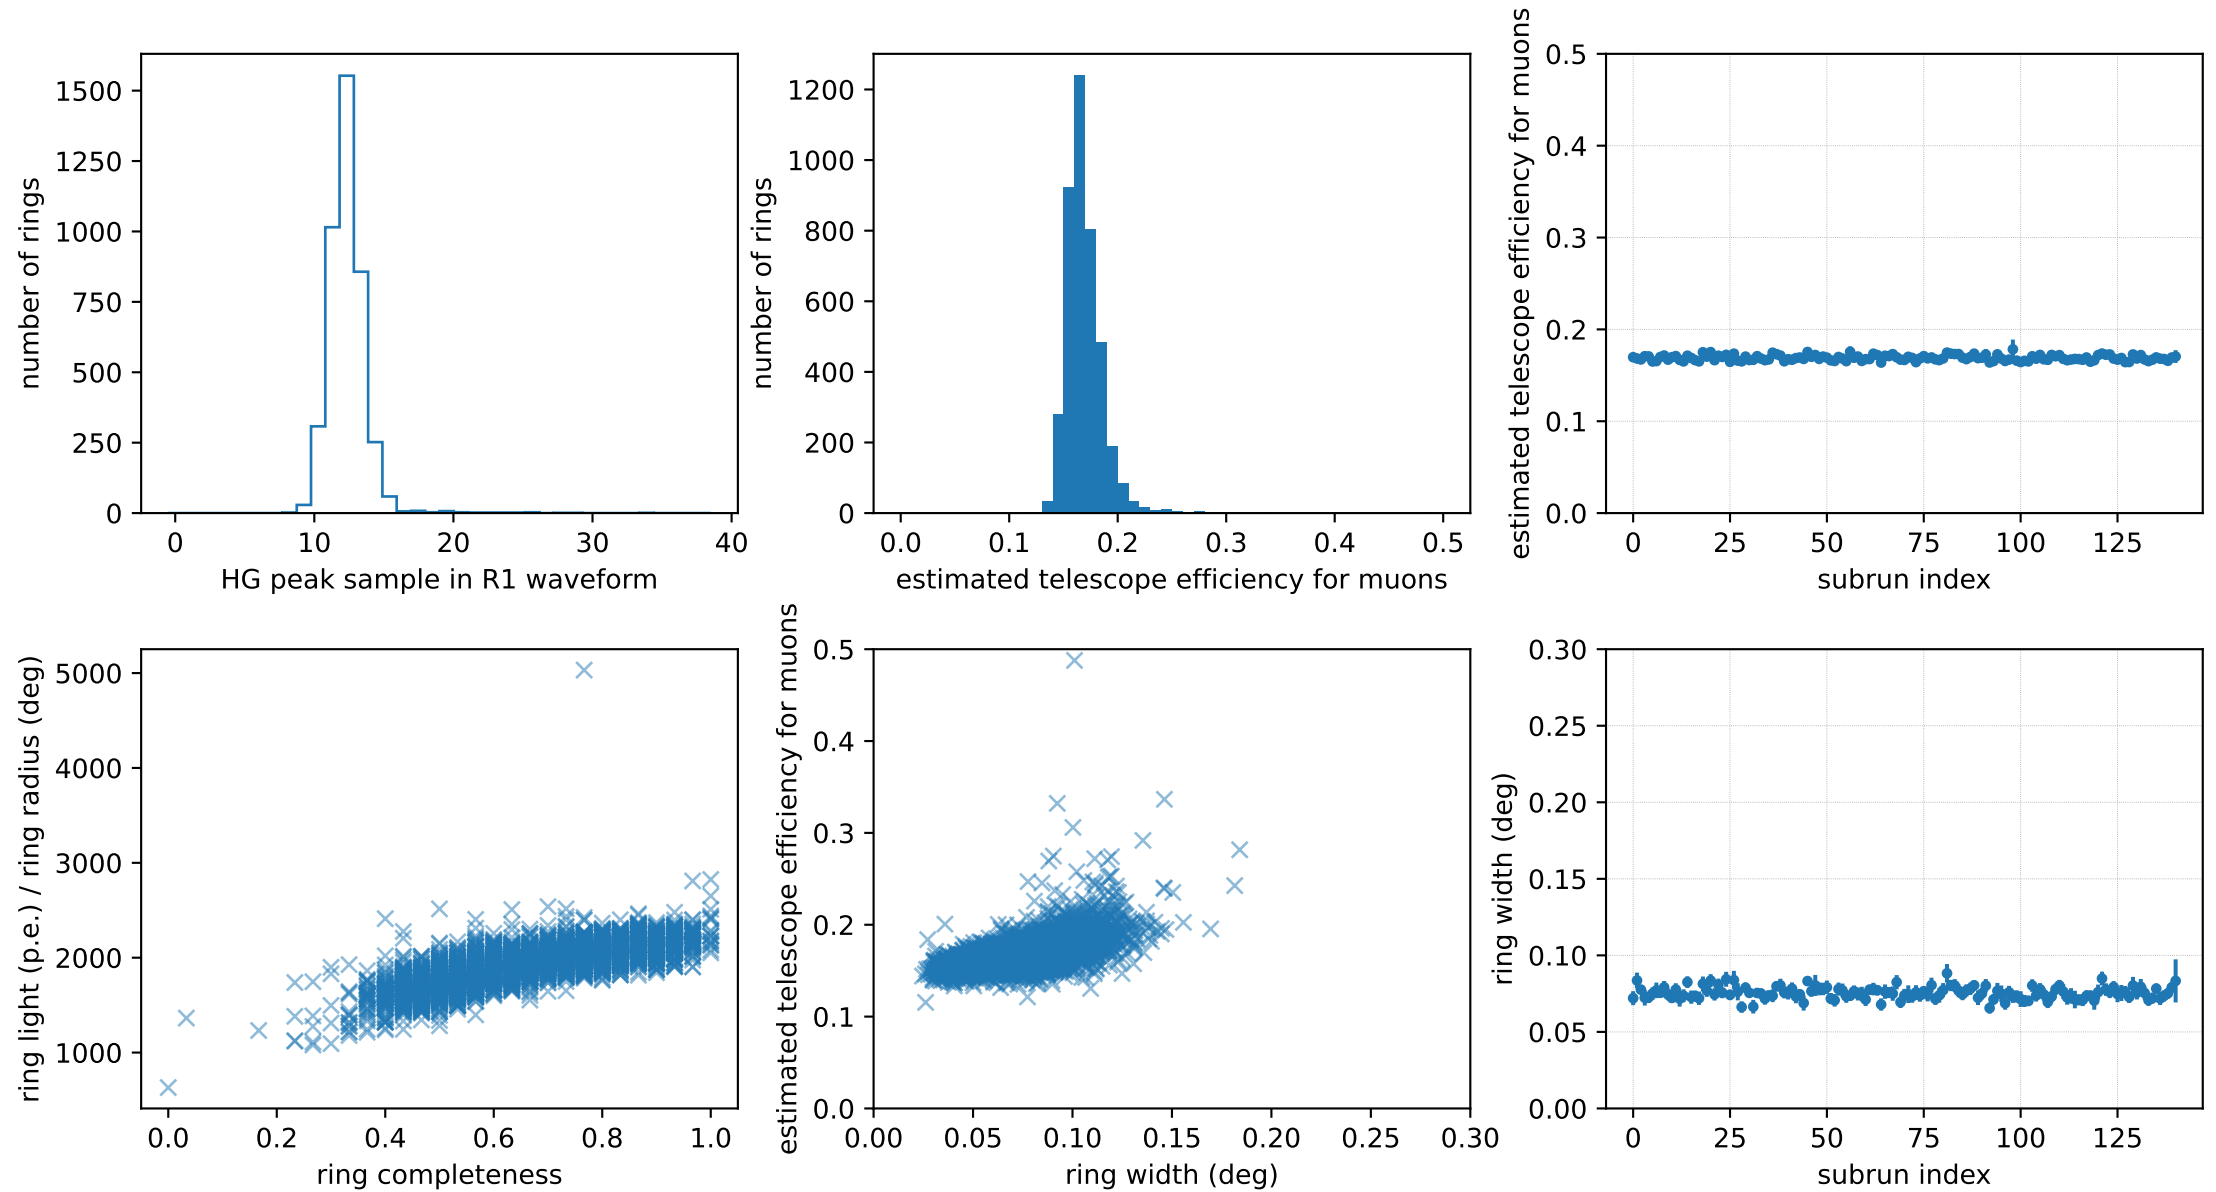 number of rings
1500
1250
1000
750
500
250
0
0 10 20 30 40
HG peak sample in R1 waveform
number of rings
1200
1000
800
600
400
200
0
0.0 0.1 0.2 0.3 0.4 0.5
estimated telescope efficiency for muons
estimated telescope efficiency for muons
0.5
0.4
0.3
0.2
0.1
0.0
0 25 50 75 100 125
subrun index
ring light (p.e.) / ring radius (deg)
5000
4000
3000
2000
1000
0.0 0.2 0.4 0.6 0.8 1.0
ring completeness
estimated telescope efficiency for muons
0.5
0.4
0.3
0.2
0.1
0.0
0.00 0.05 0.10 0.15 0.20 0.25 0.30
ring width (deg)
ring width (deg)
0.30
0.25
0.20
0.15
0.10
0.05
0.00
0 25 50 75 100 125
subrun index